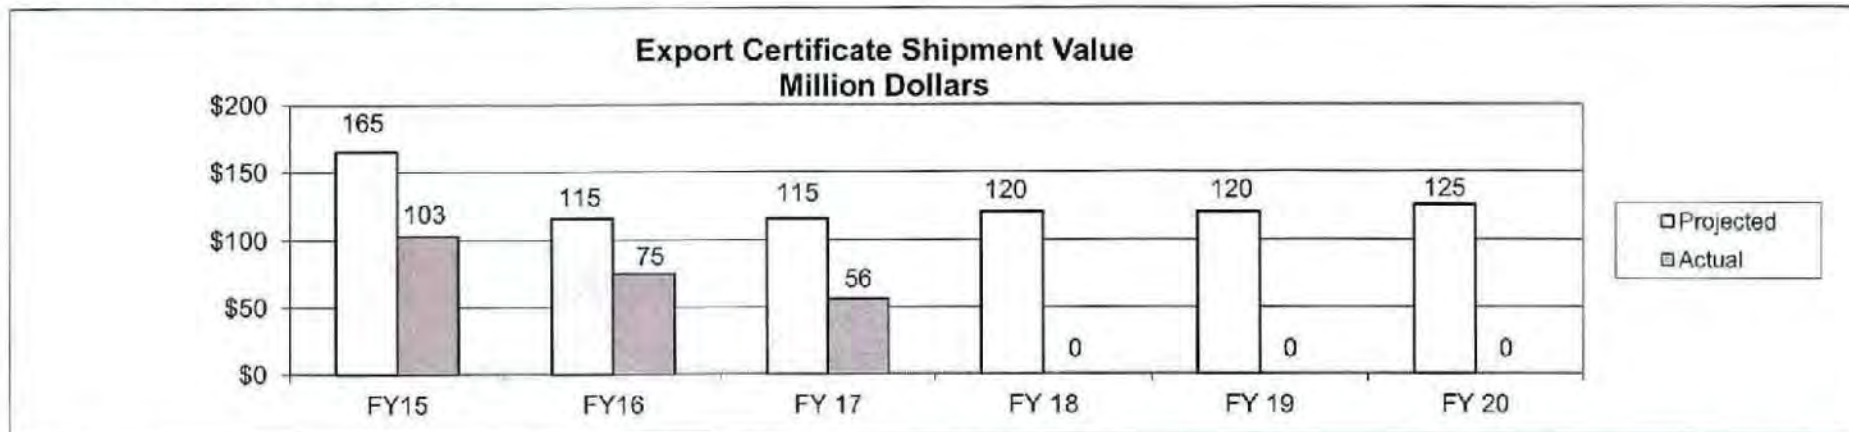 Export Certificate Shipment Value
Million Dollars
$200
$150
$100
$50
$0
165
103
115
75
115
56
120
0
120
0
125
0
FY15
FY16
FY 17
FY 18
FY 19
FY 20
Projected
Actual